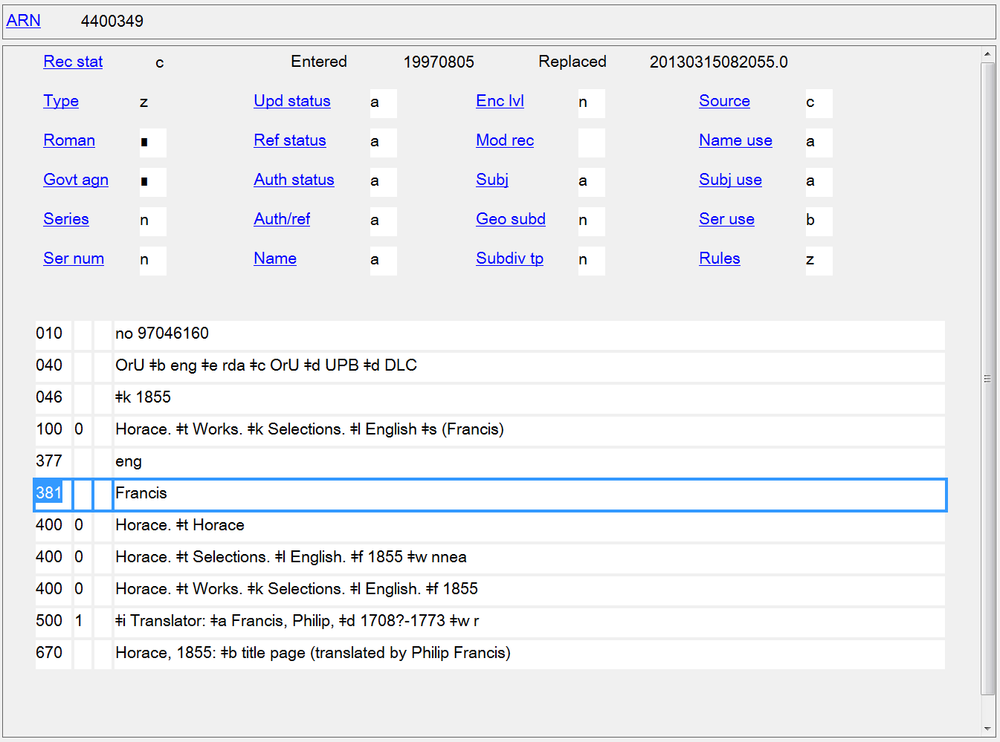 ARN 4400349
Rec stat c Entered 19970805 Replaced 20130315082055.0
Type z Upd status a Enc lvl n Source c
Roman ∎ Ref status a Mod rec Name use a
Govt agn ∎ Auth status a Subj a Subj use a
Series n Auth/ref a Geo subd n Ser use b
Ser num n Name a Subdiv tp n Rules z
010 no 97046160
040 OrU ǂb eng ǂe rda ǂc OrU ǂd UPB ǂd DLC
046 ǂk 1855
100 0 Horace. ǂt Works. ǂk Selections. ǂl English ǂs (Francis)
377 eng
381 Francis
400 0 Horace. ǂt Horace
400 0 Horace. ǂt Selections. ǂl English. ǂf 1855 ǂw nnea
400 0 Horace. ǂt Works. ǂk Selections. ǂl English. ǂf 1855
500 1 ǂi Translator: ǂa Francis, Philip, ǂd 1708?-1773 ǂw r
670 Horace, 1855: ǂb title page (translated by Philip Francis)